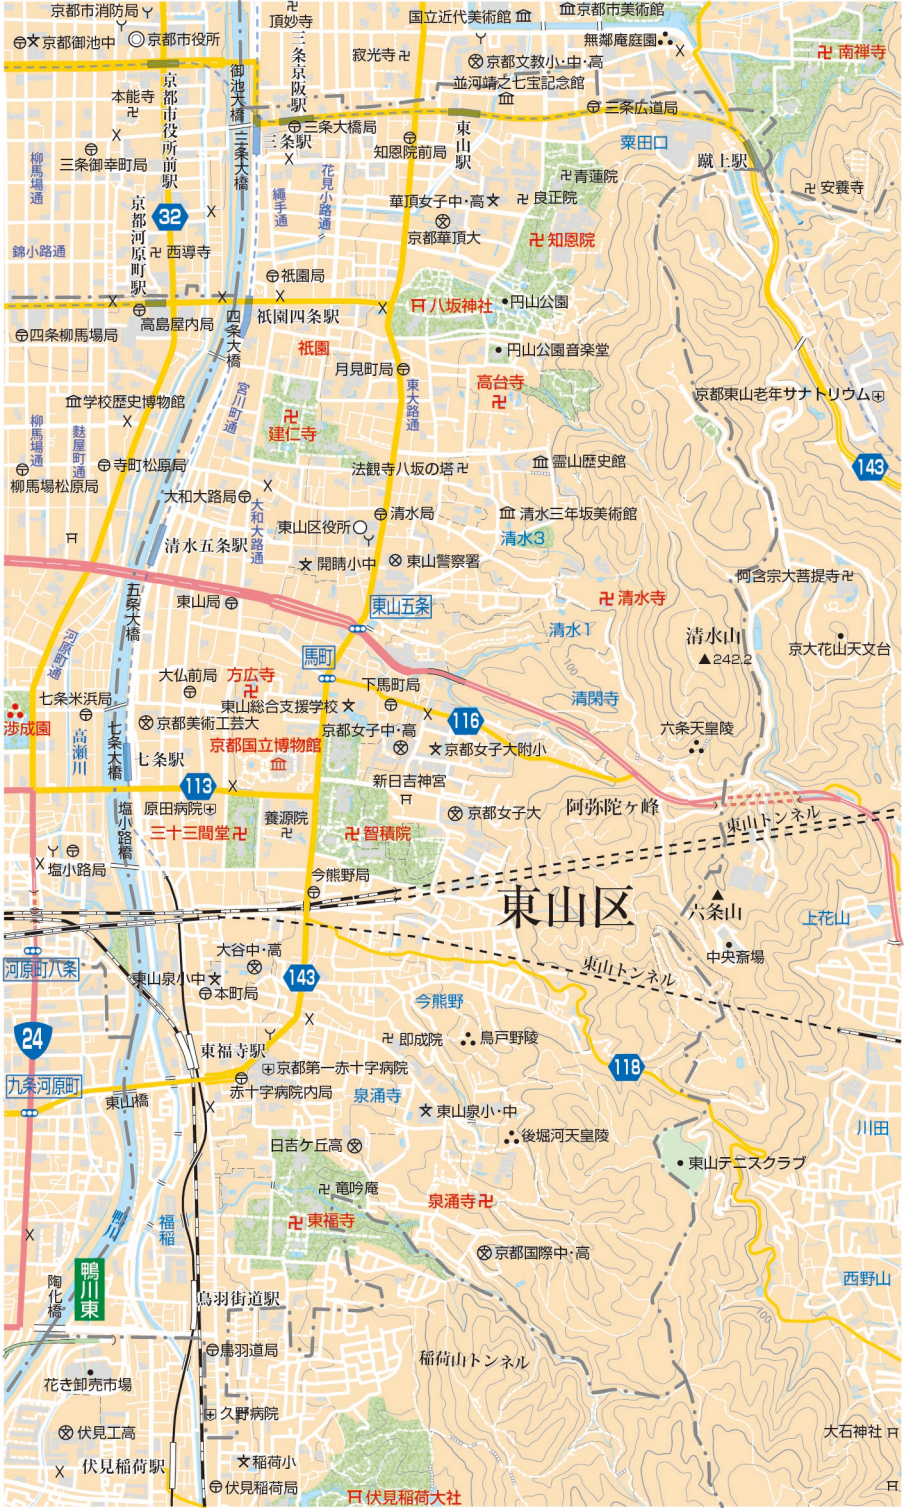 京都市消防局
頂妙寺
国立近代美術館
京都市美術館
京都御池中
京都市役所
三条京阪駅
寂光寺
無鄰庵庭園
南禅寺
京都文教小・中・高
並河靖之七宝記念館
御池大橋
京都市役所前駅
本能寺
三条大橋局
三条広道局
三条大橋
三条駅
東山駅
知恩院前局
粟田口
蹴上駅
三条御幸町局
柳馬場通
花見小路通
縄手通
青蓮院
良正院
安養寺
華頂女子中・高
京都華頂大
知恩院
32
京都河原町駅
錦小路通
西導寺
祇園局
八坂神社
円山公園
高島屋内局
祇園四条駅
四条柳馬場局
四条大橋
祇園
円山公園音楽堂
月見町局
高台寺
東大路通
宮川町通
京都東山老年サナトリウム
学校歴史博物館
建仁寺
柳馬場通
麩屋町通
寺町松原局
柳馬場松原局
法観寺八坂の塔
霊山歴史館
143
大和大路局
大和大路通
清水局
清水三年坂美術館
東山区役所
清水3
清水五条駅
開睛小中
東山警察署
阿含宗大菩提寺
五条大橋
東山局
東山五条
清水寺
清水1
清水山
242.2
100
京大花山天文台
河原町通
馬町
大仏前局
方広寺
下馬町局
清閑寺
七条米浜局
東山総合支援学校
渉成園
京都美術工芸大
京都女子中・高
116
京都女子大附小
六条天皇陵
高瀬川
七条大橋
七条駅
京都国立博物館
新日吉神宮
113
原田病院
養源院
京都女子大
阿弥陀ヶ峰
塩小路橋
三十三間堂
智積院
東山トンネル
塩小路局
今熊野局
東山区
六条山
上花山
大谷中・高
東山トンネル
中央斎場
河原町八条
東山泉小中
本町局
143
今熊野
24
即成院
鳥戸野陵
東福寺駅
京都第一赤十字病院
118
九条河原町
赤十字病院内局
東山橋
泉涌寺
東山泉小・中
川田
後堀河天皇陵
日吉ケ丘高
東山テニスクラブ
竜吟庵
泉涌寺
東福寺
福稲
京都国際中・高
鴨川東
陶化橋
西野山
鳥羽街道駅
100
鳥羽道局
稲荷山トンネル
花き卸売市場
久野病院
伏見工高
大石神社
伏見稲荷駅
稲荷小
伏見稲荷局
伏見稲荷大社